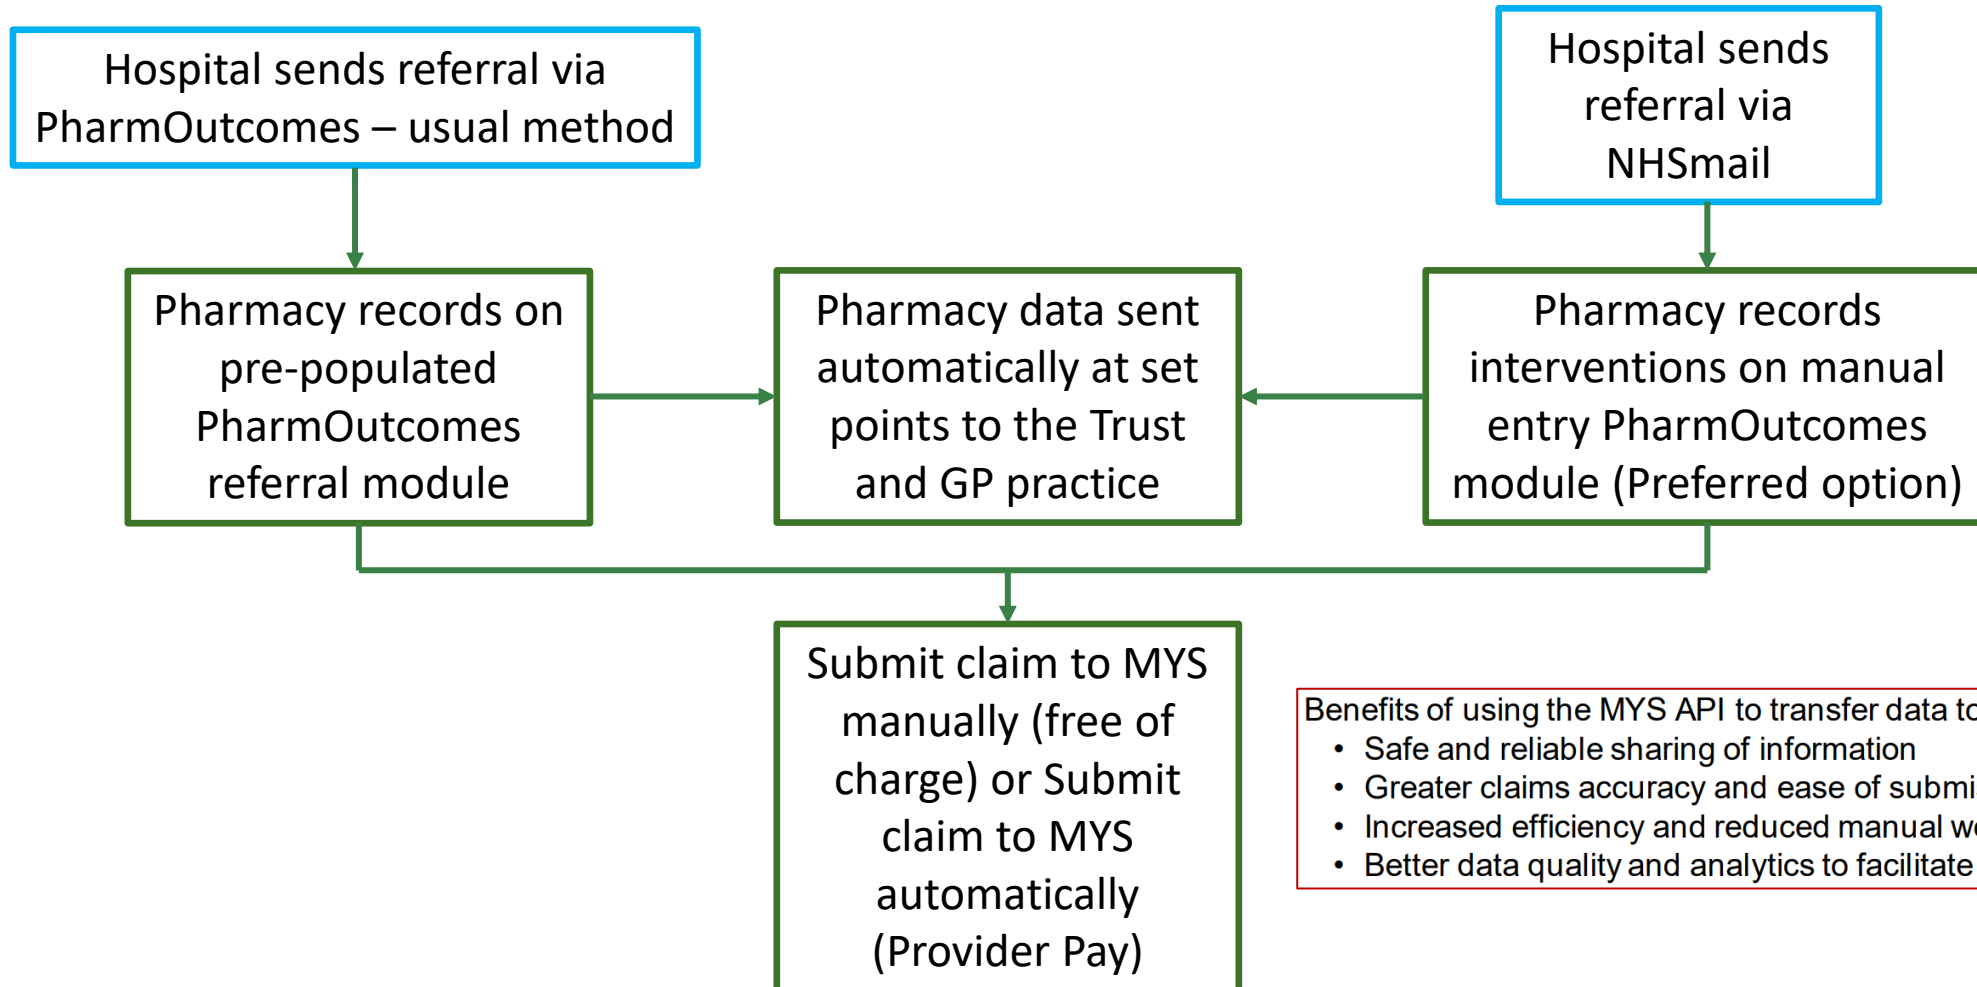 Hospital sends referral via
PharmOutcomes – usual method
Hospital sends
referral via
NHSmail
Pharmacy records on
pre-populated
PharmOutcomes
referral module
Pharmacy data sent
automatically at set
points to the Trust
and GP practice
Pharmacy records
interventions on manual
entry PharmOutcomes
module (Preferred option)
Submit claim to MYS
manually (free of
charge) or Submit
claim to MYS
automatically
(Provider Pay)
Benefits of using the MYS API to transfer data to
• Safe and reliable sharing of information
• Greater claims accuracy and ease of
• Increased efficiency and reduced manual
• Better data quality and analytics to facilitate